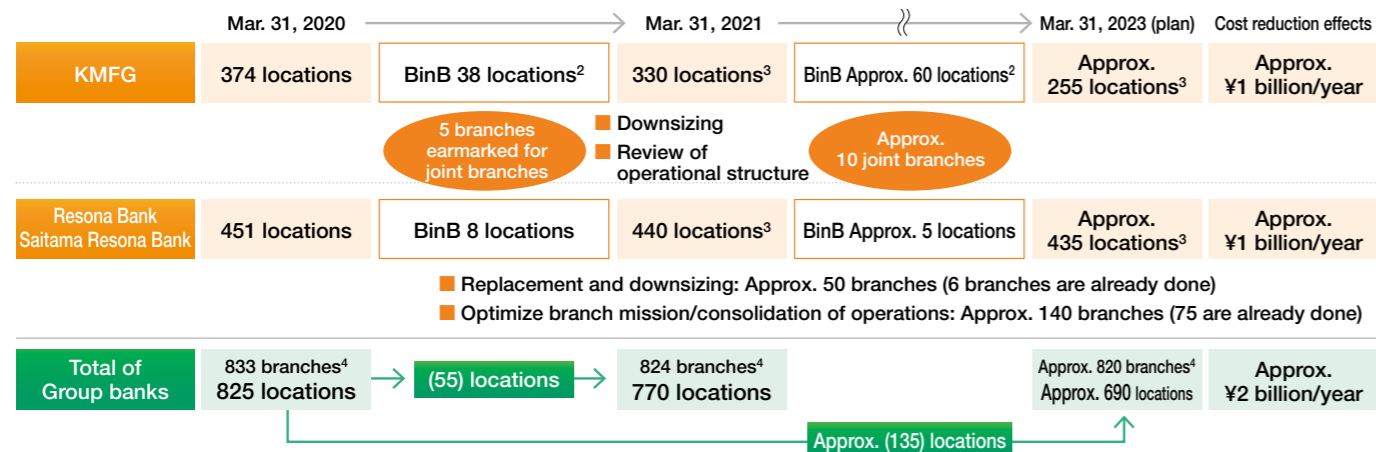 Mar. 31, 2020
Mar. 31, 2021
Mar. 31, 2023 (plan)
Cost reduction effects
KMFG
374 locations
BinB 38 locations²
330 locations³
BinB Approx. 60 locations²
Approx.
255 locations³
Approx.
¥1 billion/year
5 branches
earmarked for
joint branches
■ Downsizing
■ Review of
operational structure
Approx.
10 joint branches
Resona Bank
Saitama Resona Bank
451 locations
BinB 8 locations
440 locations³
BinB Approx. 5 locations
Approx.
435 locations³
Approx.
¥1 billion/year
■ Replacement and downsizing: Approx. 50 branches (6 branches are already done)
■ Optimize branch mission/consolidation of operations: Approx. 140 branches (75 are already done)
Total of
Group banks
833 branches⁴
825 locations
(55) locations
824 branches⁴
770 locations
Approx. 820 branches⁴
Approx. 690 locations
Approx.
¥2 billion/year
Approx. (135) locations